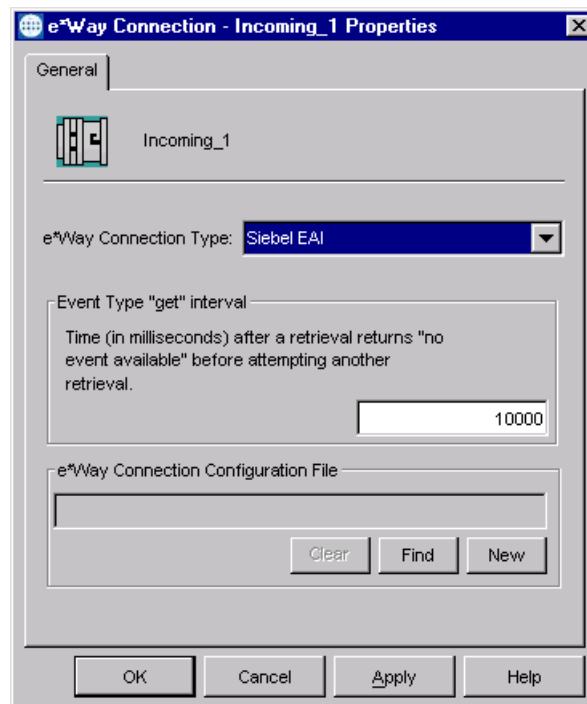 e*Way Connection - Incoming_1 Properties
General
Incoming_1
e*Way Connection Type: Siebel EAI
Event Type "get" interval
Time (in milliseconds) after a retrieval returns "no
event available" before attempting another
retrieval.
10000
e*Way Connection Configuration File
Clear Find New
OK Cancel Apply Help